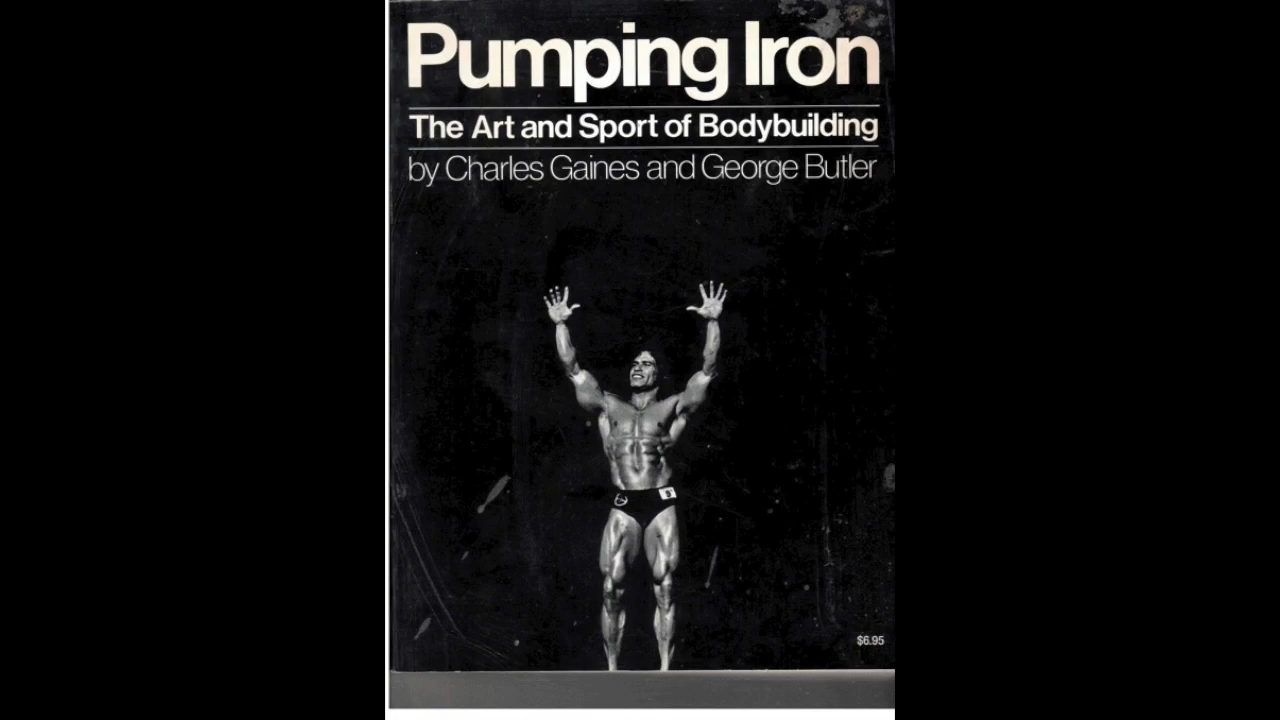 Pumping Iron
The Art and Sport of Bodybuilding
by Charles Gaines and George Butler
$6.95